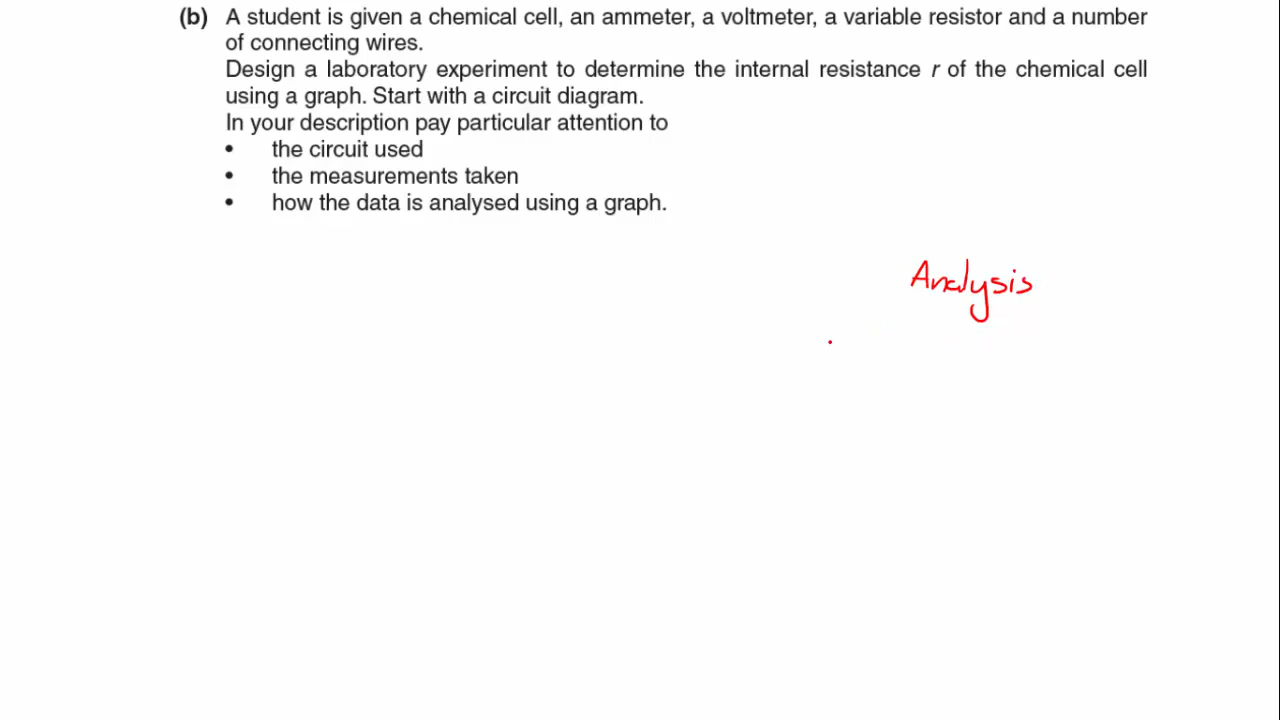 (b) A student is given a chemical cell, an ammeter, a voltmeter, a variable resistor and a number
of connecting wires.
Design a laboratory experiment to determine the internal resistance r of the chemical cell
using a graph. Start with a circuit diagram.
In your description pay particular attention to
• the circuit used
• the measurements taken
• how the data is analysed using a graph.
Analysis